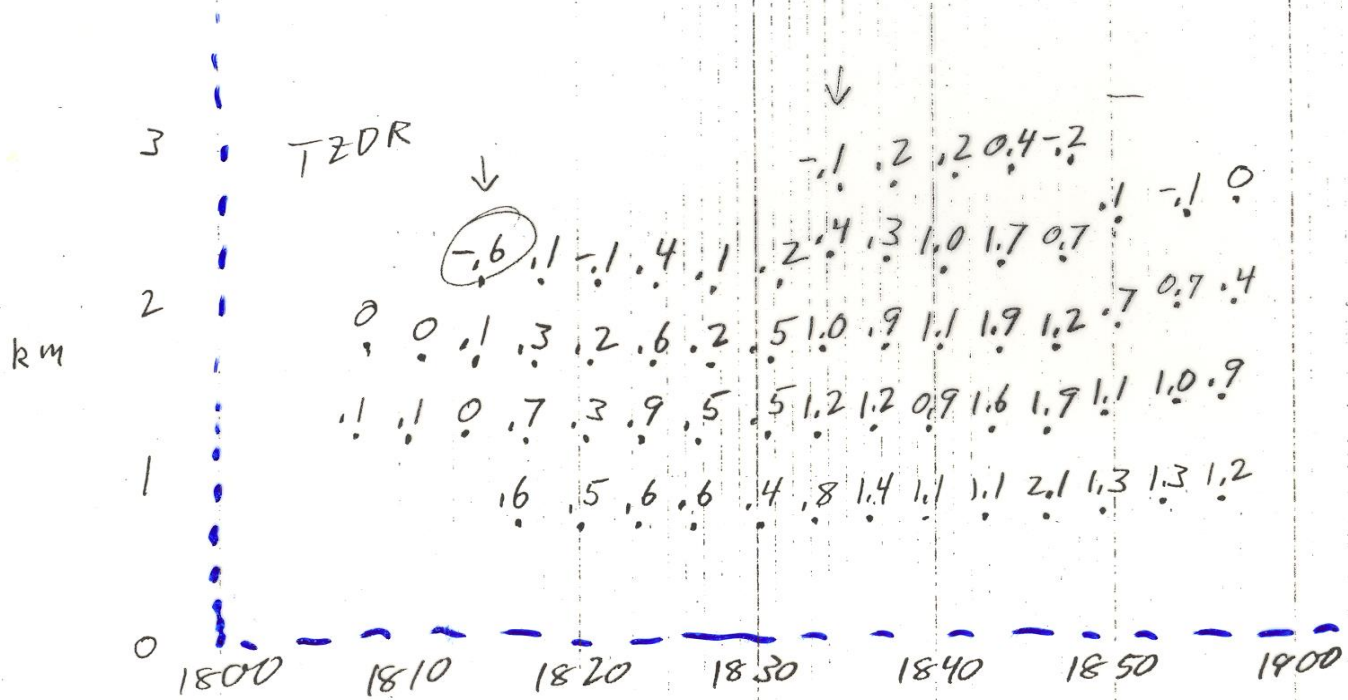 3 TZDR -.1 .2 .2 0.4 -.2
-.6 .1 -.1 .4 .1 .2 .4 .3 1.0 1.7 0.7 .1 -.1 0
2 0 0 .1 .3 .2 .6 .2 .5 1.0 .9 1.1 1.9 1.2 .7 0.7 .4
km
.1 .1 0 .7 .3 .9 .5 .5 1.2 1.2 0.9 1.6 1.9 1.1 1.0 .9
1 .6 .5 .6 .6 .4 .8 1.4 1.1 1.1 2.1 1.3 1.3 1.2
0
1800 1810 1820 1830 1840 1850 1900